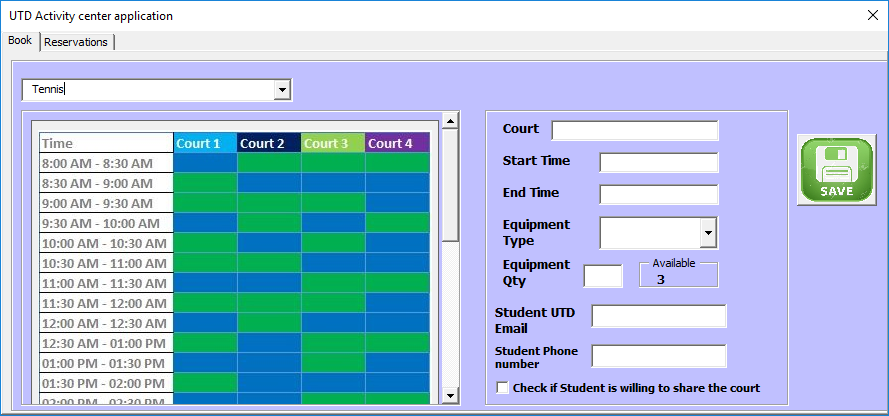 UTD Activity center application
Book Reservations
Tennis
Time Court 1 Court 2 Court 3 Court 4
8:00 AM - 8:30 AM
8:30 AM - 9:00 AM
9:00 AM - 9:30 AM
9:30 AM - 10:00 AM
10:00 AM - 10:30 AM
10:30 AM - 11:00 AM
11:00 AM - 11:30 AM
11:30 AM - 12:00 AM
12:00 AM - 12:30 AM
12:30 AM - 01:00 PM
01:00 PM - 01:30 PM
01:30 PM - 02:00 PM
02:00 PM - 02:30 PM
Court
Start Time
End Time
Equipment
Type
Equipment
Qty
Available
3
Student UTD
Email
Student Phone
number
Check if Student is willing to share the court
SAVE